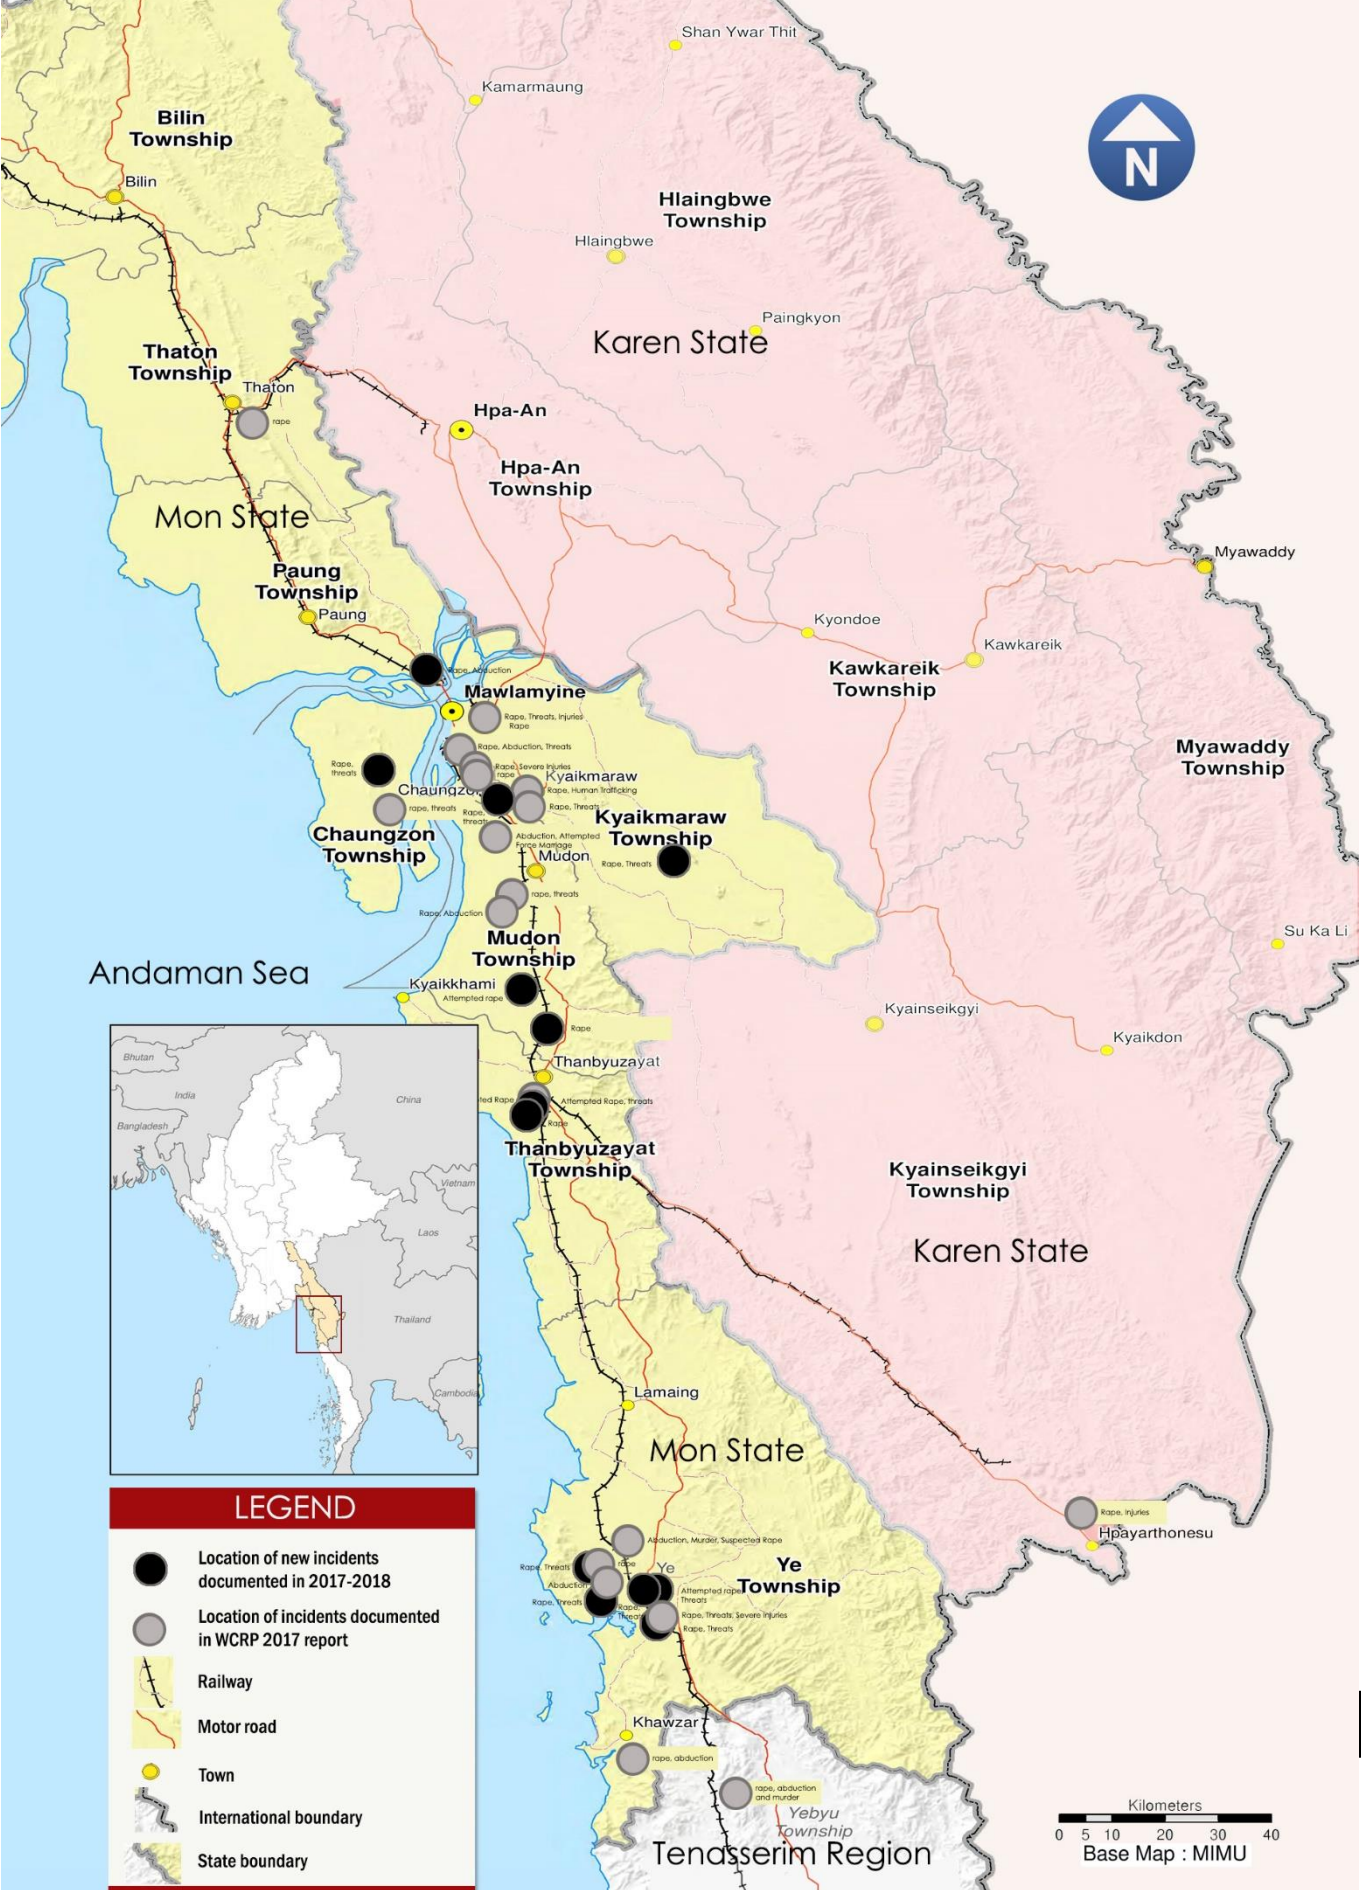 Shan Ywar Thit
Kamarmaung
Bilin
Township
N
Bilin
Hlaingbwe
Township
Hlaingbwe
Paingkyon
Karen State
Thaton
Township
Thaton
rape
Hpa-An
Hpa-An
Township
Mon State
Myawaddy
Paung
Township
Paung
Kyondoe
Kawkareik
Kawkareik
Township
Rape, Abduction
Mawlamyine
Rape, Threats, Injuries
Rape
Rape, Abduction, Threats
Myawaddy
Township
Rape,
threats
Rape, Severe Injuries
rape
Kyaikmaraw
Chaungzon
Rape, Human Trafficking
rape, threats
Rape,
threats
Rape, Threats
Kyaikmaraw
Township
Chaungzon
Township
Abduction, Attempted
Force Marriage
Mudon
Rape, Threats
rape, threats
Rape, Abduction
Su Ka Li
Mudon
Township
Andaman Sea
Kyaikkhami
Attempted rape
Kyainseikgyi
Rape
Kyaikdon
Thanbyuzayat
ted Rape
Attempted Rape, threats
Rape
Thanbyuzayat
Township
Kyainseikgyi
Township
Karen State
Bhutan
India
China
Bangladesh
Vietnam
Laos
Thailand
Cambodia
Lamaing
Mon State
Rape, Injuries
Hpayarthonesu
Abduction, Murder, Suspected Rape
Rape, Threats
rape
Ye
Ye
Township
Abduction
Attempted rape
Threats
Rape, Threats
Rape,
Threats
Rape, Threats, Severe Injuries
Rape, Threats
Khawzar
rape, abduction
rape, abduction
and murder
Yebyu
Township
Tenasserim Region
LEGEND
Location of new incidents
documented in 2017-2018
Location of incidents documented
in WCRP 2017 report
Railway
Motor road
Town
International boundary
State boundary
Kilometers
0 5 10 20 30 40
Base Map : MIMU